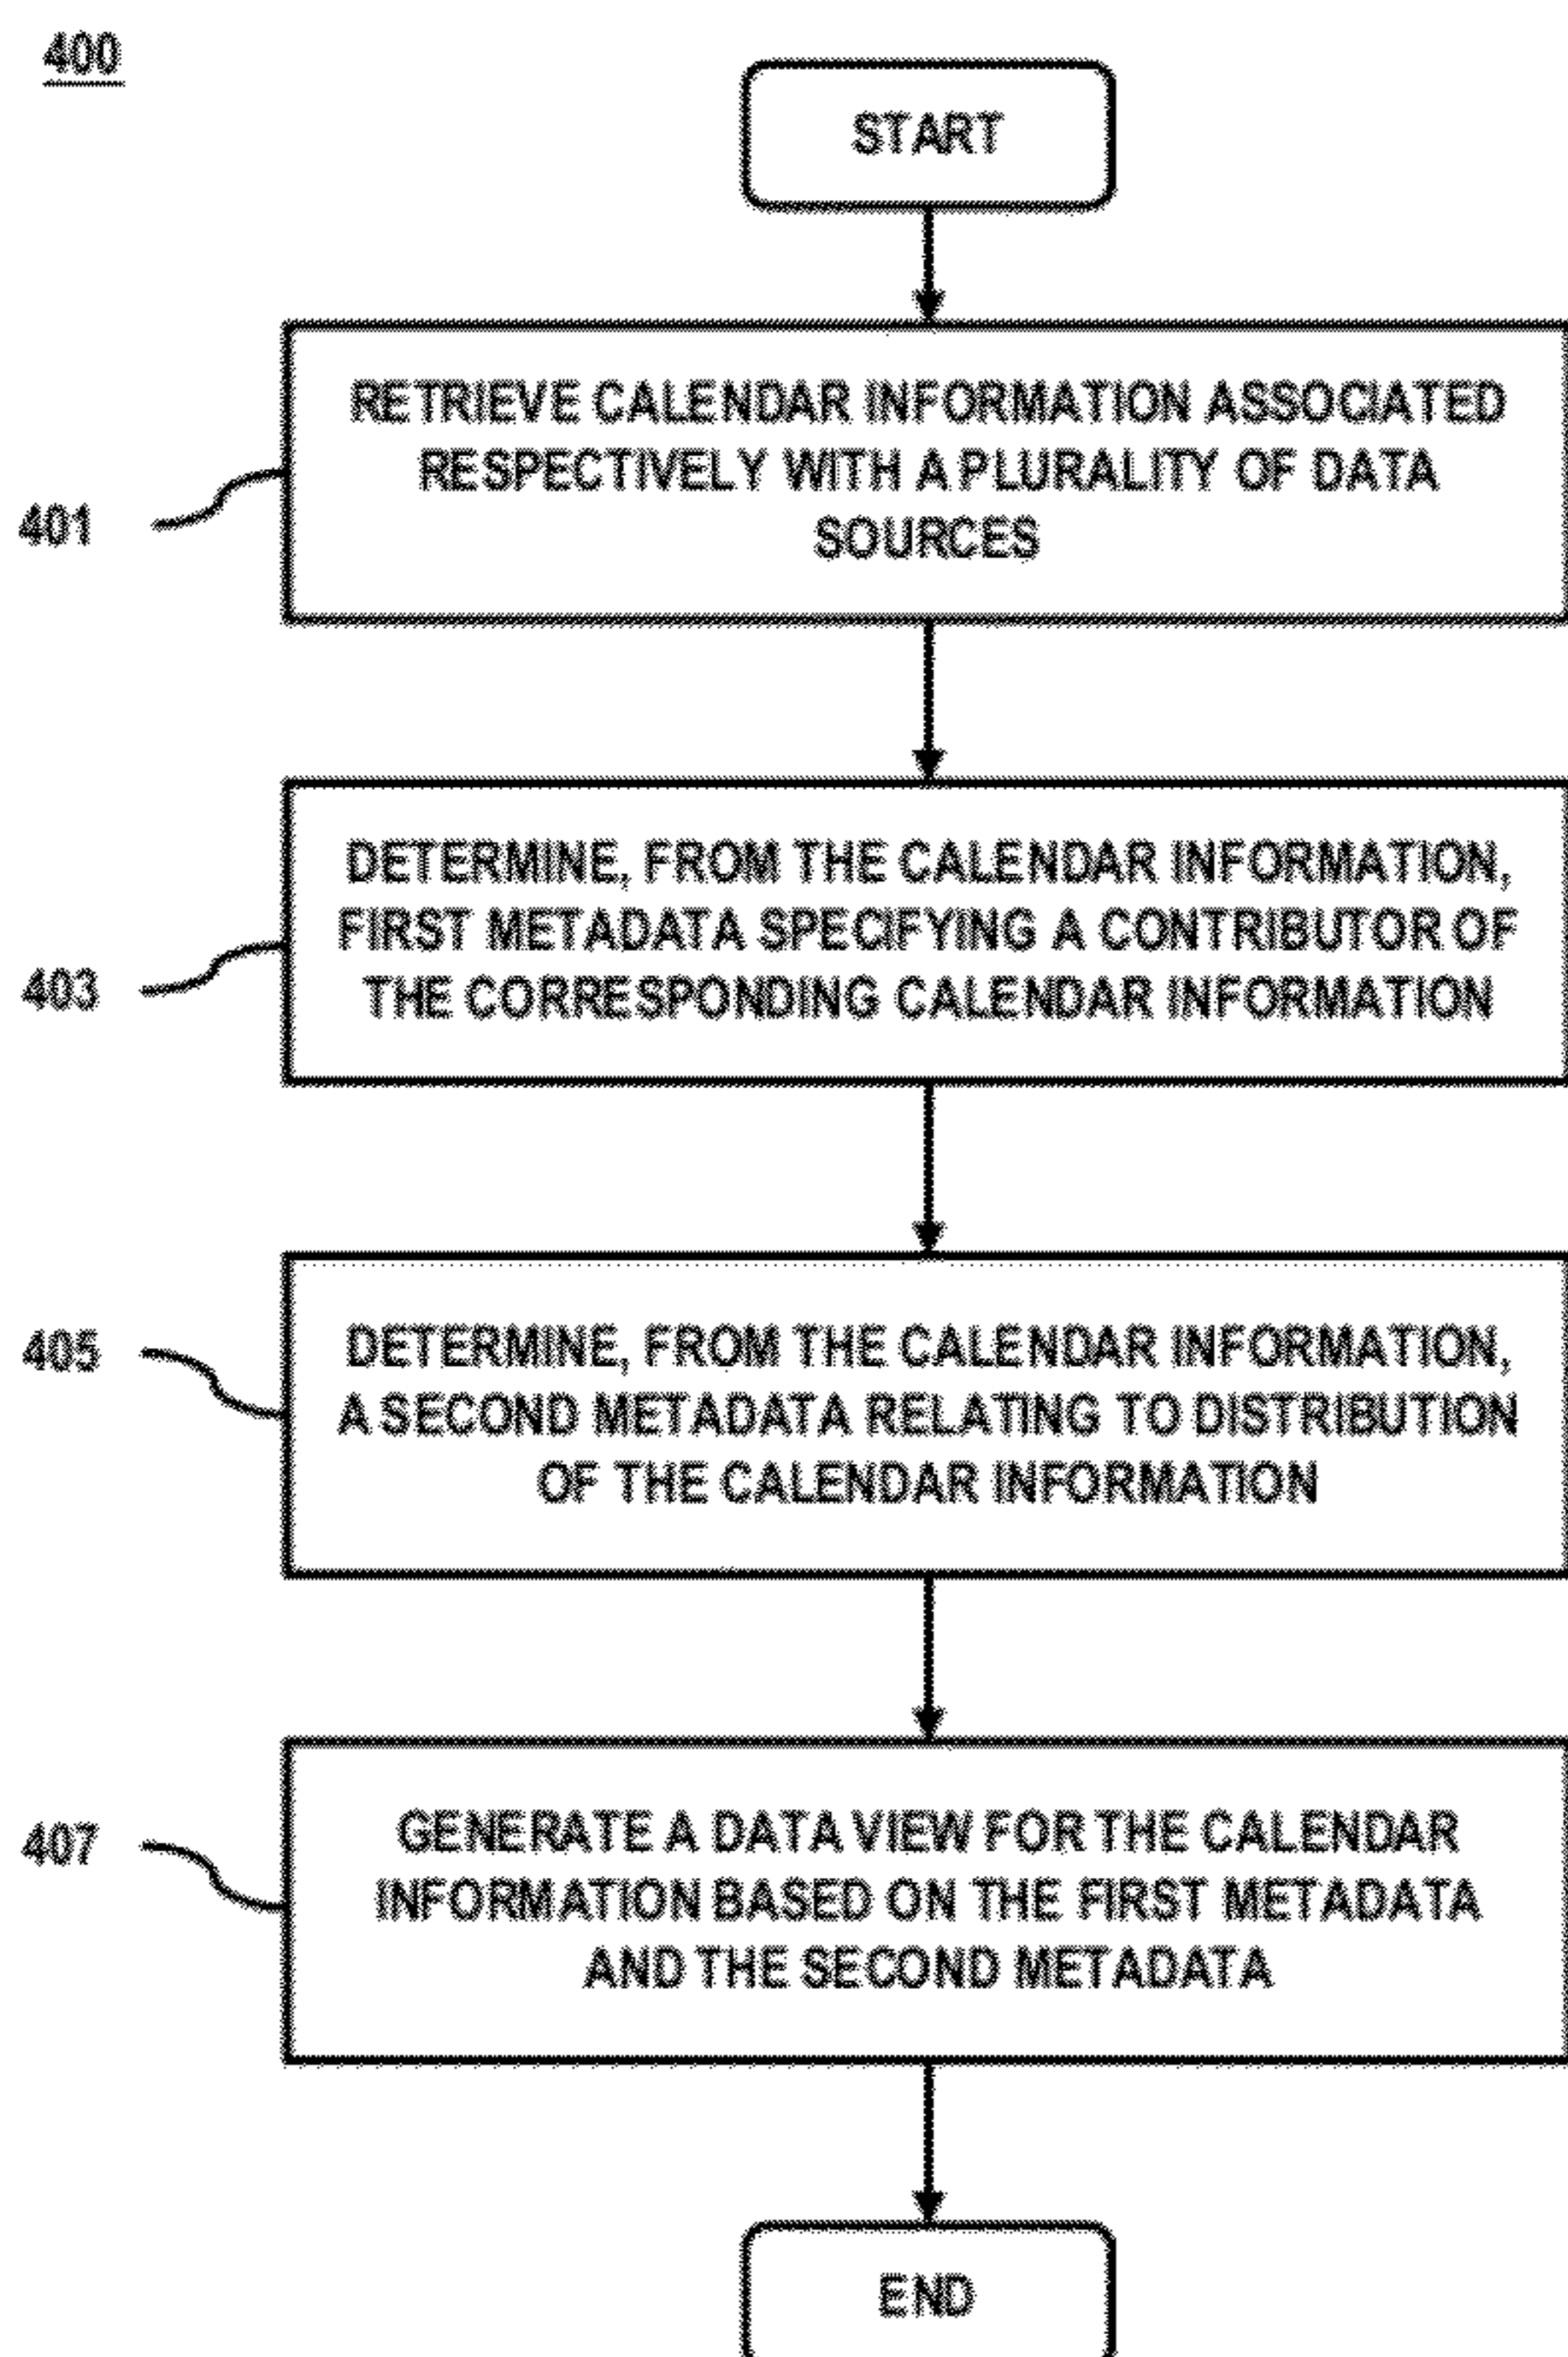 400
START
RETRIEVE CALENDAR INFORMATION ASSOCIATED
RESPECTIVELY WITH A PLURALITY OF DATA
SOURCES
401
DETERMINE, FROM THE CALENDAR INFORMATION,
FIRST METADATA SPECIFYING A CONTRIBUTOR OF
THE CORRESPONDING CALENDAR INFORMATION
403
DETERMINE, FROM THE CALENDAR INFORMATION,
A SECOND METADATA RELATING TO DISTRIBUTION
OF THE CALENDAR INFORMATION
405
GENERATE A DATA VIEW FOR THE CALENDAR
INFORMATION BASED ON THE FIRST METADATA
AND THE SECOND METADATA
407
END